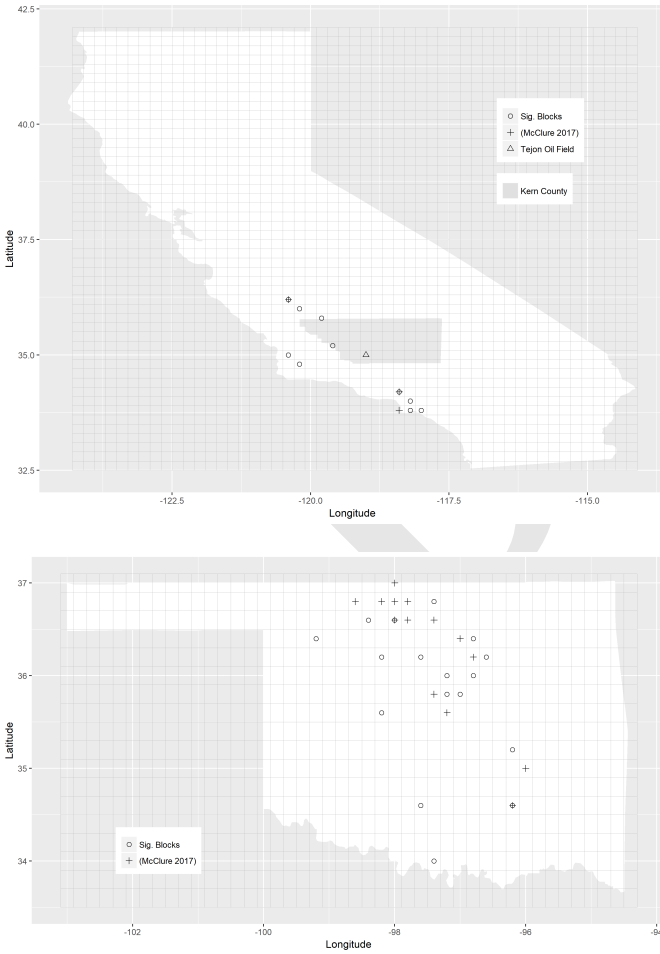 42.5
40.0
37.5
35.0
32.5
Latitude
Sig. Blocks
(McClure 2017)
Tejon Oil Field
Kern County
-122.5 -120.0 -117.5 -115.0
Longitude
37
36
35
34
Latitude
Sig. Blocks
(McClure 2017)
-102 -100 -98 -96 -94
Longitude